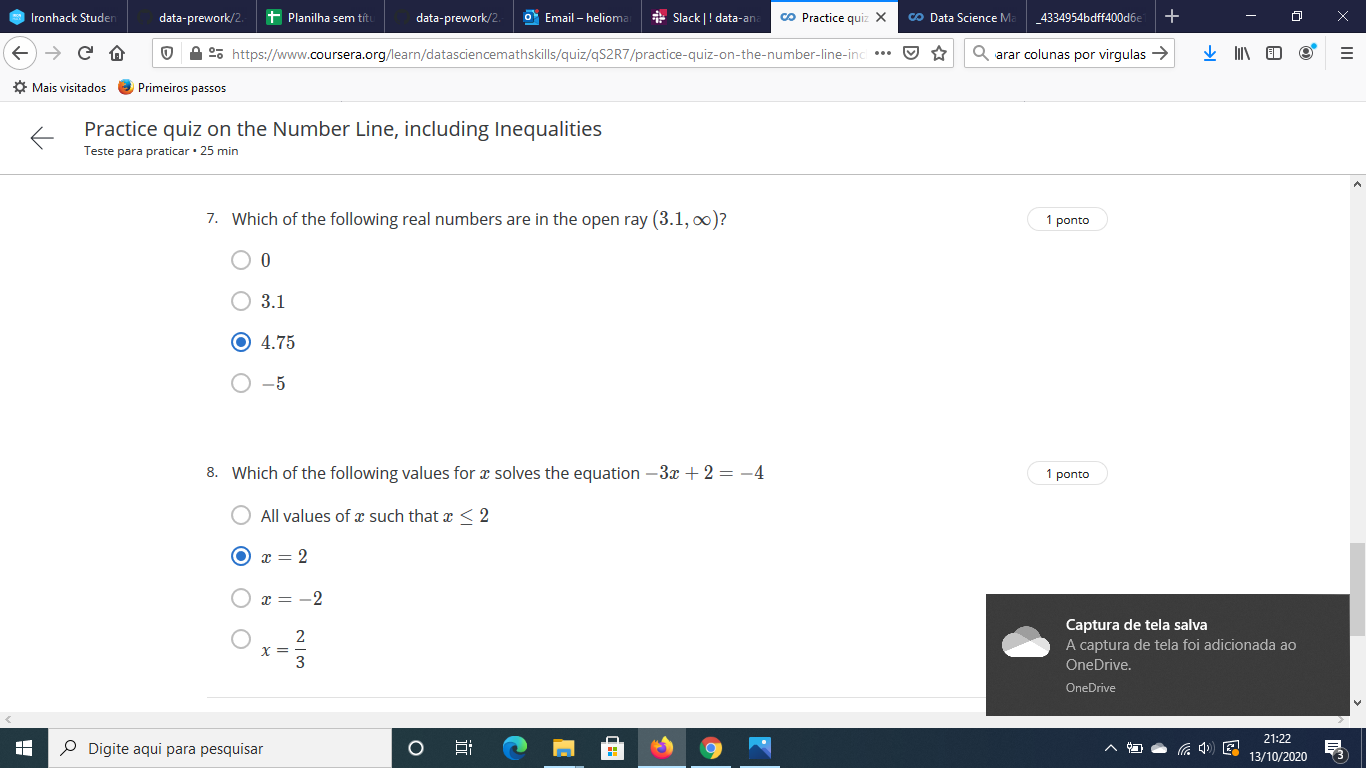 Ironhack Studen
data-prework/2.
Planilha sem títu
data-prework/2.
Email – helioma
Slack | ! data-ana
Practice quiz
Data Science Ma
_4334954bdff400d6e
https://www.coursera.org/learn/datasciencemathskills/quiz/qS2R7/practice-quiz-on-the-number-line-inc
arar colunas por virgulas
Mais visitados
Primeiros passos
Practice quiz on the Number Line, including Inequalities
Teste para praticar • 25 min
7. Which of the following real numbers are in the open ray (3.1, ∞)?
1 ponto
0
3.1
4.75
−5
8. Which of the following values for x solves the equation −3x + 2 = −4
1 ponto
All values of x such that x ≤ 2
x = 2
x = −2
x = 2/3
Captura de tela salva
A captura de tela foi adicionada ao
OneDrive.
OneDrive
Digite aqui para pesquisar
21:22
13/10/2020
3